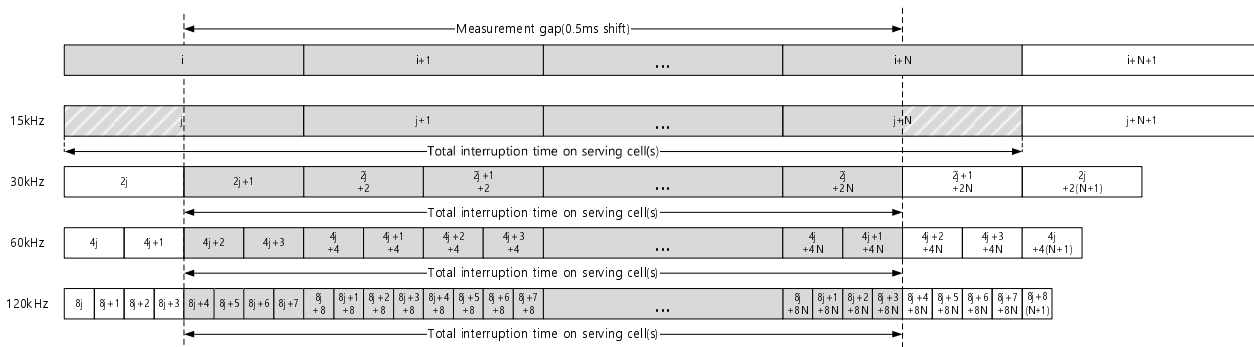 Measurement gap(0.5ms shift)
i i+1 ... i+N i+N+1
15kHz j j+1 ... j+N j+N+1
Total interruption time on serving cell(s)
30kHz 2j 2j+1 2j +2 2j+1 +2 ... 2j +2N 2j+1 +2N 2j +2(N+1)
Total interruption time on serving cell(s)
60kHz 4j 4j+1 4j+2 4j+3 4j +4 4j+1 +4 4j+2 +4 4j+3 +4 ... 4j +4N 4j+1 +4N 4j+2 +4N 4j+3 +4N 4j +4(N+1)
Total interruption time on serving cell(s)
120kHz 8j 8j+1 8j+2 8j+3 8j+4 8j+5 8j+6 8j+7 8j +8 8j+1 +8 8j+2 +8 8j+3 +8 8j+4 +8 8j+5 +8 8j+6 +8 8j+7 +8 ... 8j +8N 8j+1 +8N 8j+2 +8N 8j+3 +8N 8j+4 +8N 8j+5 +8N 8j+6 +8N 8j+7 +8N 8j+8 (N+1)
Total interruption time on serving cell(s)